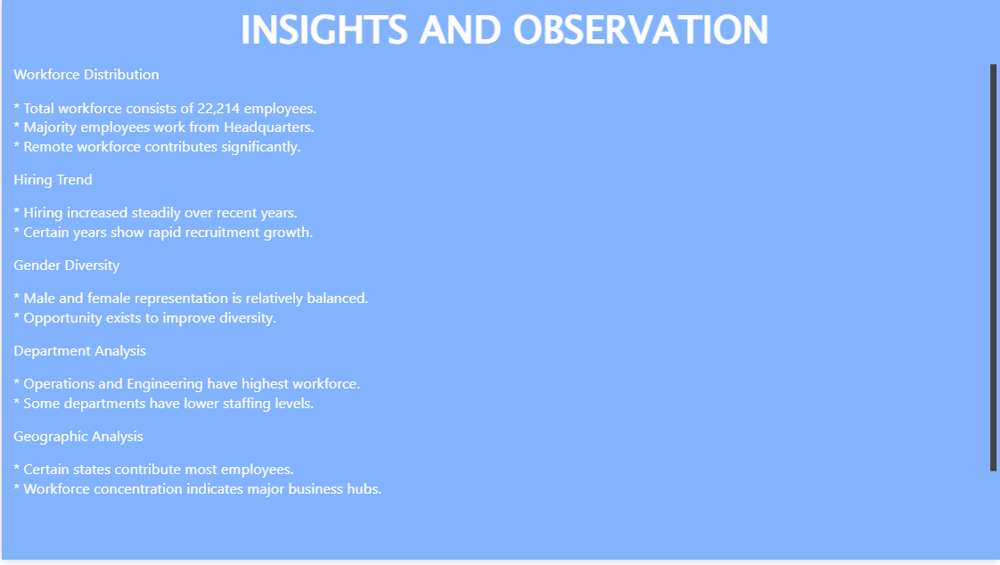 INSIGHTS AND OBSERVATION
Workforce Distribution
* Total workforce consists of 22,214 employees.
* Majority employees work from Headquarters.
* Remote workforce contributes significantly.
Hiring Trend
* Hiring increased steadily over recent years.
* Certain years show rapid recruitment growth.
Gender Diversity
* Male and female representation is relatively balanced.
* Opportunity exists to improve diversity.
Department Analysis
* Operations and Engineering have highest workforce.
* Some departments have lower staffing levels.
Geographic Analysis
* Certain states contribute most employees.
* Workforce concentration indicates major business hubs.